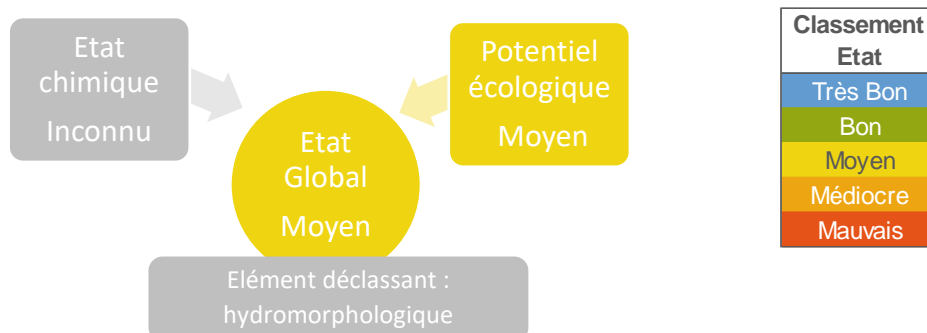 Etat
chimique
Inconnu
Potentiel
écologique
Moyen
Etat
Global
Moyen
Elément déclassant :
hydromorphologique
Classement
Etat
Très Bon
Bon
Moyen
Médiocre
Mauvais